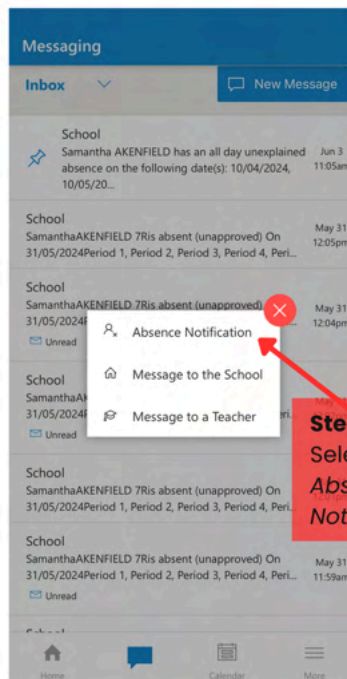 Messaging
Inbox
New Message
School
Samantha AKENFIELD has an all day unexplained
absence on the following date(s): 10/04/2024,
10/05/20...
Jun 3
11:05am
School
SamanthaAKENFIELD 7Ris absent (unapproved) On
31/05/2024Period 1, Period 2, Period 3, Period 4, Peri...
May 31
12:05pm
School
SamanthaAKENFIELD 7Ris absent (unapproved)
31/05/2024P
Unread
May 31
12:04pm
Absence Notification
Message to the School
Message to a Teacher
School
SamanthaAK
31/05/2024P
eri...
Unread
Ste
Sele
Abs
Not
School
SamanthaAKENFIELD 7Ris absent (unapproved) On
31/05/2024Period 1, Period 2, Period 3, Period 4, Peri...
School
SamanthaAKENFIELD 7Ris absent (unapproved) On
31/05/2024Period 1, Period 2, Period 3, Period 4, Peri...
Unread
May 31
11:59am
Home
Calendar
More